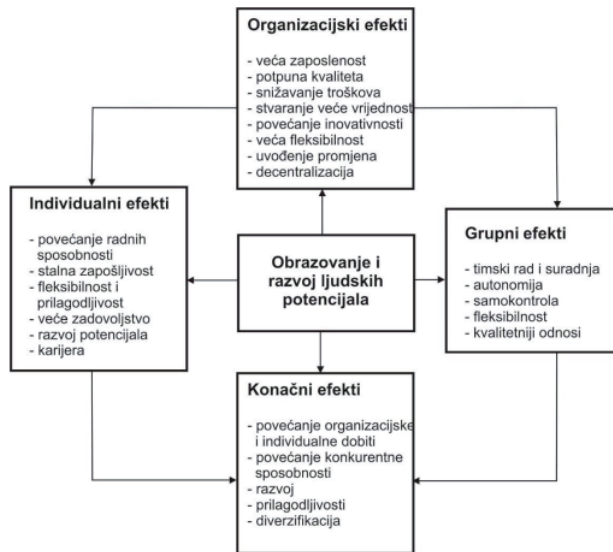 Organizacijski efekti
- veća zaposlenost
- potpuna kvaliteta
- snižavanje troškova
- stvaranje veće vrijednost
- povećanje inovativnosti
- veća fleksibilnost
- uvođenje promjena
- decentralizacija
Individualni efekti
- povećanje radnih
sposobnosti
- stalna zapošljivost
- fleksibilnost i
prilagodljivost
- veće zadovoljstvo
- razvoj potencijala
- karijera
Obrazovanje i
razvoj ljudskih
potencijala
Grupni efekti
- timski rad i suradnja
- autonomija
- samokontrola
- fleksibilnost
- kvalitetniji odnosi
Konačni efekti
- povećanje organizacijske
i individualne dobiti
- povećanje konkurentne
sposobnosti
- razvoj
- prilagodljivosti
- diverzifikacija